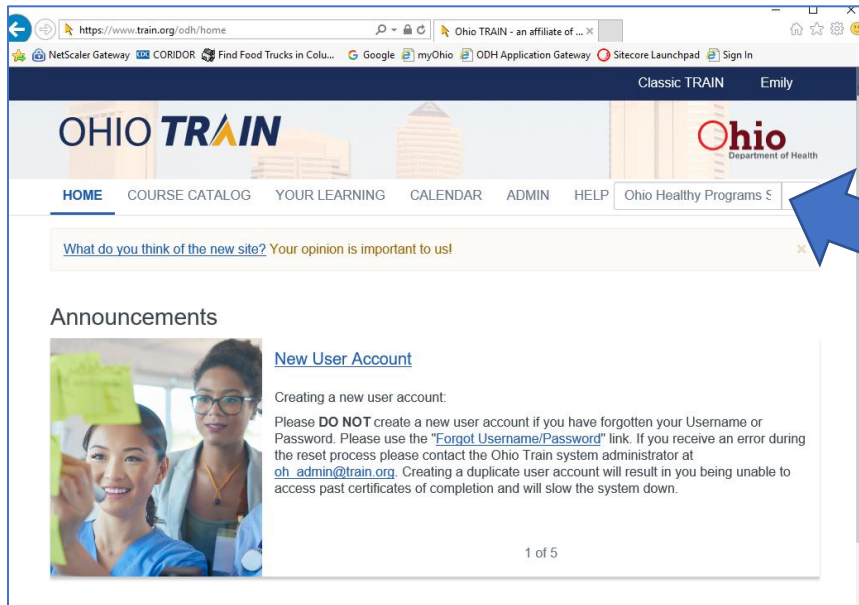 https://www.train.org/odh/home
Ohio TRAIN - an affiliate of ...
NetScaler Gateway CORIDOR Find Food Trucks in Colu... Google myOhio ODH Application Gateway Sitecore Launchpad Sign In
Classic TRAIN Emily
OHIO TRAIN
Ohio
Department of Health
HOME COURSE CATALOG YOUR LEARNING CALENDAR ADMIN HELP Ohio Healthy Programs S
What do you think of the new site? Your opinion is important to us!
Announcements
New User Account
Creating a new user account:
Please DO NOT create a new user account if you have forgotten your Username or
Password. Please use the "Forgot Username/Password" link. If you receive an error during
the reset process please contact the Ohio Train system administrator at
oh_admin@train.org. Creating a duplicate user account will result in you being unable to
access past certificates of completion and will slow the system down.
1 of 5